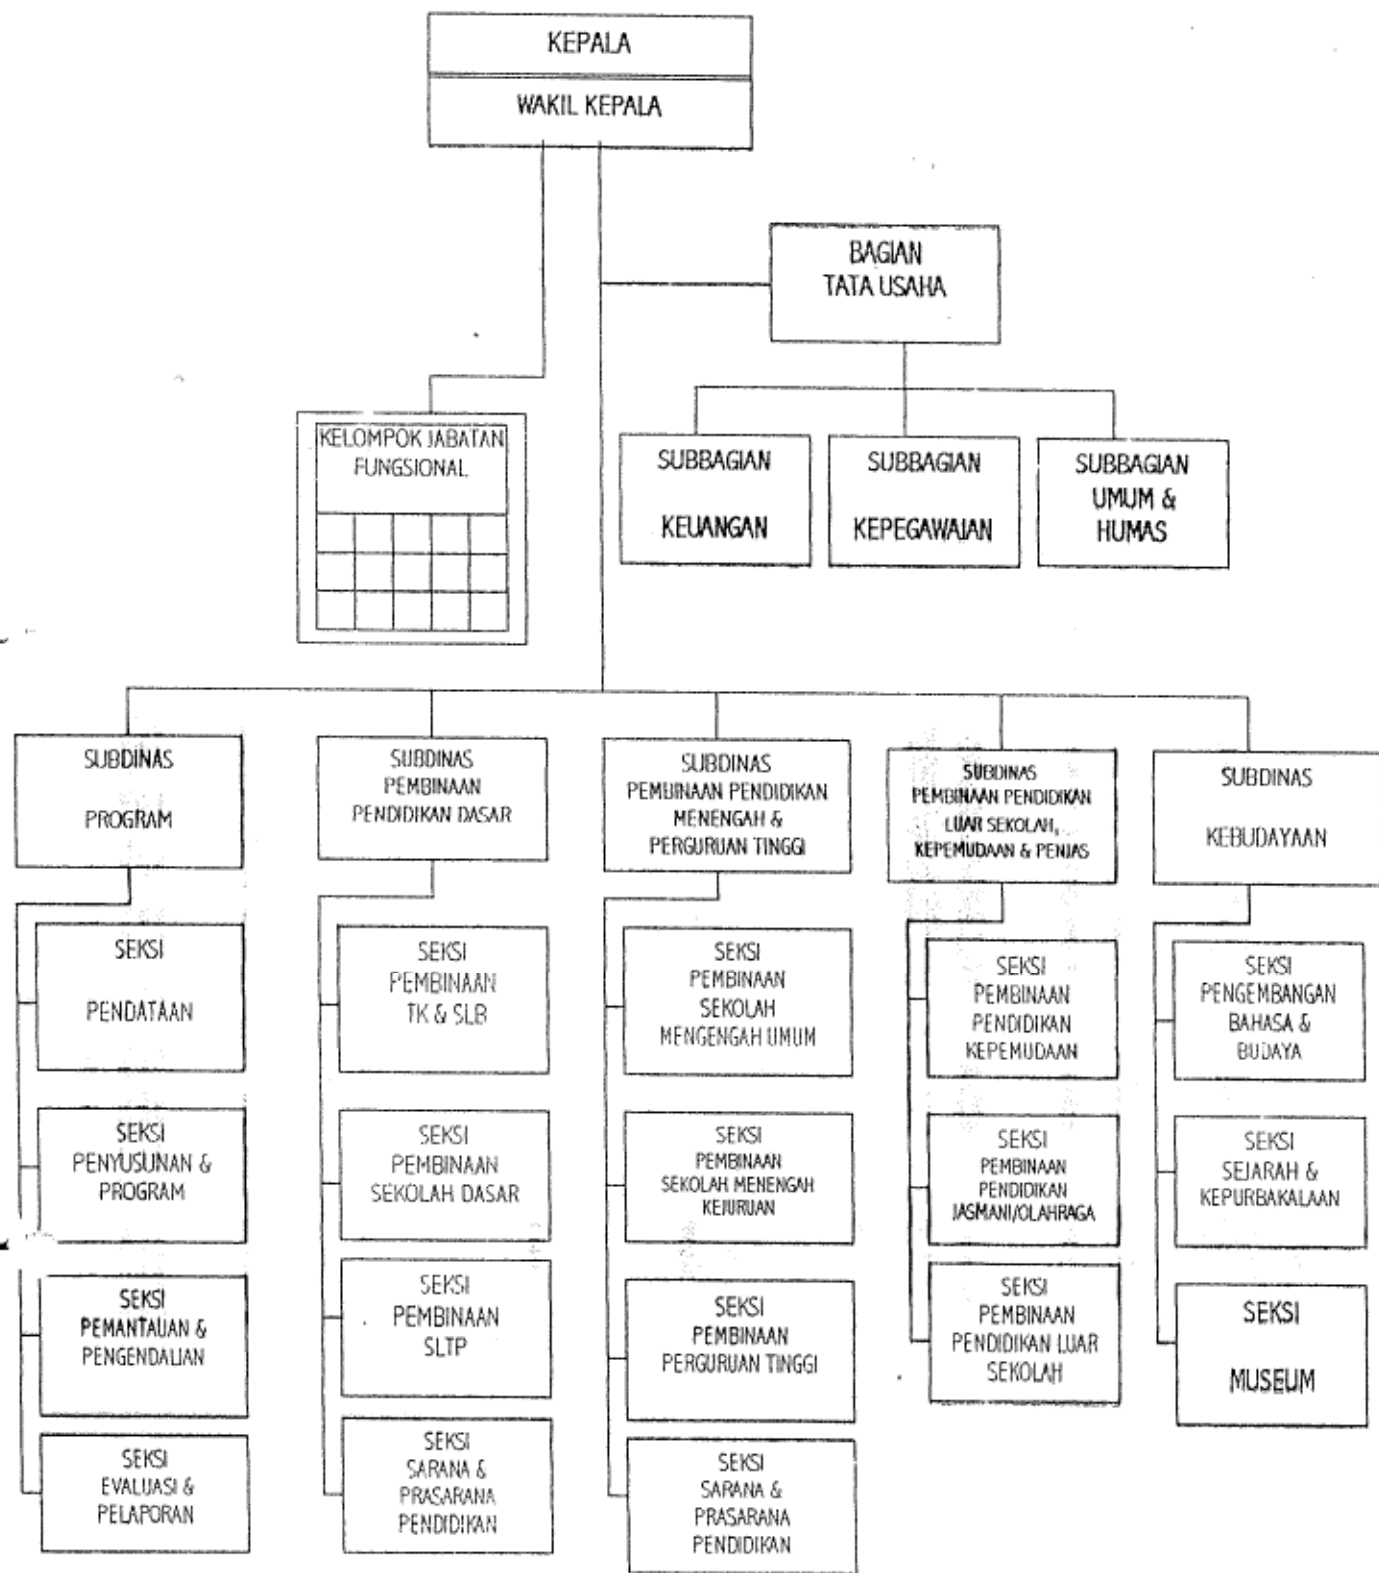 KEPALA
WAKIL KEPALA
BAGIAN
TATA USAHA
KELOMPOK JABATAN
FUNGSIONAL
SUBBAGIAN
KEUANGAN
SUBBAGIAN
KEPEGAWAIAN
SUBBAGIAN
UMUM &
HUMAS
SUBDINAS
PROGRAM
SEKSI
PENDATAAN
SEKSI
PENYUSUNAN &
PROGRAM
SEKSI
PEMANTAUAN &
PENGENDALIAN
SEKSI
EVALUASI &
PELAPORAN
SUBDINAS
PEMBINAAN
PENDIDIKAN DASAR
SEKSI
PEMBINAAN
TK & SLB
SEKSI
PEMBINAAN
SEKOLAH DASAR
SEKSI
PEMBINAAN
SLTP
SEKSI
SARANA &
PRASARANA
PENDIDIKAN
SUBDINAS
PEMBINAAN PENDIDIKAN
MENENGAH &
PERGURUAN TINGGI
SEKSI
PEMBINAAN
SEKOLAH
MENGENGAH UMUM
SEKSI
PEMBINAAN
SEKOLAH MENENGAH
KEJURUAN
SEKSI
PEMBINAAN
PERGURUAN TINGGI
SEKSI
SARANA &
PRASARANA
PENDIDIKAN
SUBDINAS
PEMBINAAN PENDIDIKAN
LUAR SEKOLAH,
KEPEMUDAAN & PENJAS
SEKSI
PEMBINAAN
PENDIDIKAN
KEPEMUDAAN
SEKSI
PEMBINAAN
PENDIDIKAN
JASMANI/OLAHRAGA
SEKSI
PEMBINAAN
PENDIDIKAN LUAR
SEKOLAH
SUBDINAS
KEBUDAYAAN
SEKSI
PENGEMBANGAN
BAHASA &
BUDAYA
SEKSI
SEJARAH &
KEPURBAKALAAN
SEKSI
MUSEUM